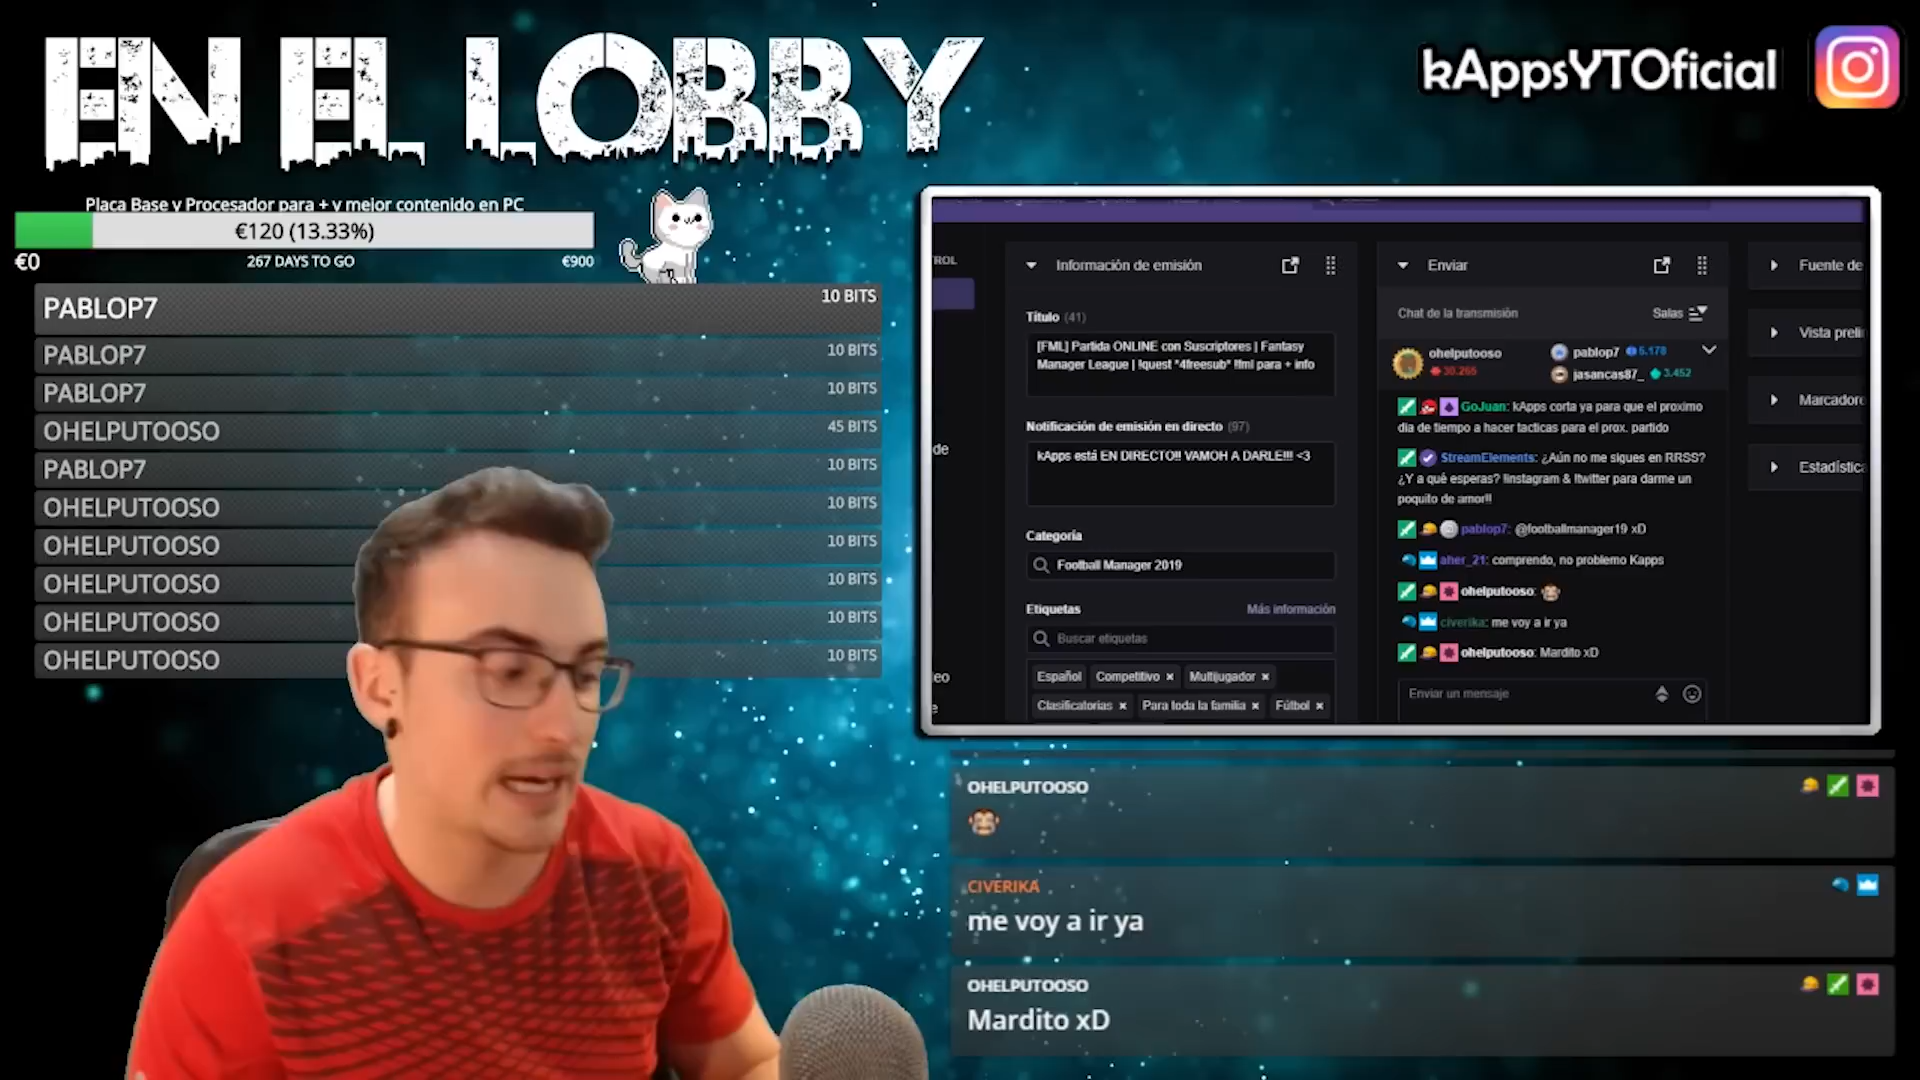 EN EL LOBBY
kAppsYTOficial
Placa Base y Procesador para + y mejor contenido en PC
€120 (13.33%)
€0
267 DAYS TO GO
€900
PABLOP7
10 BITS
PABLOP7
10 BITS
PABLOP7
10 BITS
OHELPUTOOSO
45 BITS
PABLOP7
10 BITS
OHELPUTOOSO
10 BITS
OHELPUTOOSO
10 BITS
OHELPUTOOSO
10 BITS
OHELPUTOOSO
10 BITS
OHELPUTOOSO
10 BITS
Información de emisión
Título (41)
[FML] Partida ONLINE con Suscriptores | Fantasy
Manager League | !quest *4freesub* !fml para + info
Notificación de emisión en directo (97)
kApps está EN DIRECTO!! VAMOH A DARLE!!! <3
Categoría
Football Manager 2019
Etiquetas
Más información
Buscar etiquetas
Español
Competitivo ×
Multijugador ×
Clasificatorias ×
Para toda la familia ×
Fútbol ×
Enviar
Chat de la transmisión
Salas
ohelputooso
30.265
pablop7 5.178
jasancas87_ 3.452
GoJuan: kApps corta ya para que el proximo
dia de tiempo a hacer tacticas para el prox. partido
StreamElements: ¿Aún no me sigues en RRSS?
¿Y a qué esperas? !instagram & !twitter para darme un
poquito de amor!!
pablop7: @footballmanager19 xD
aher_21: comprendo, no problemo Kapps
ohelputooso:
civerika: me voy a ir ya
ohelputooso: Mardito xD
Enviar un mensaje
Fuente de
Vista preli
Marcadore
Estadística
OHELPUTOOSO
CIVERIKA
me voy a ir ya
OHELPUTOOSO
Mardito xD